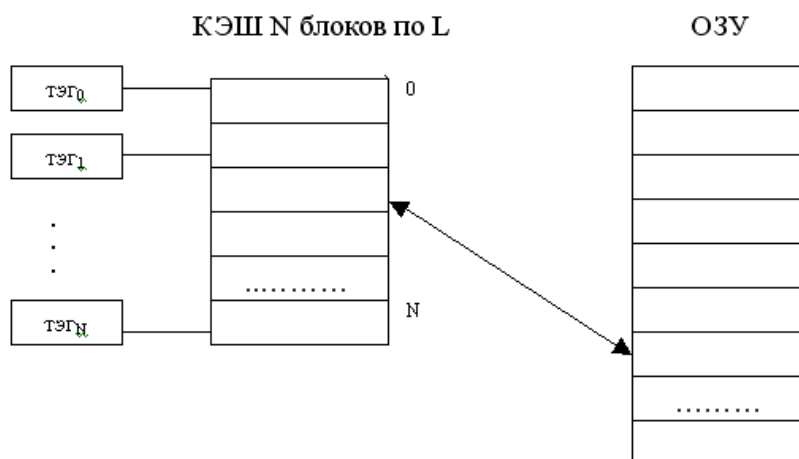 КЭШ N блоков по L
ОЗУ
тэг0
0
тэг1
.
.
.
...........
.........
тэгN
N